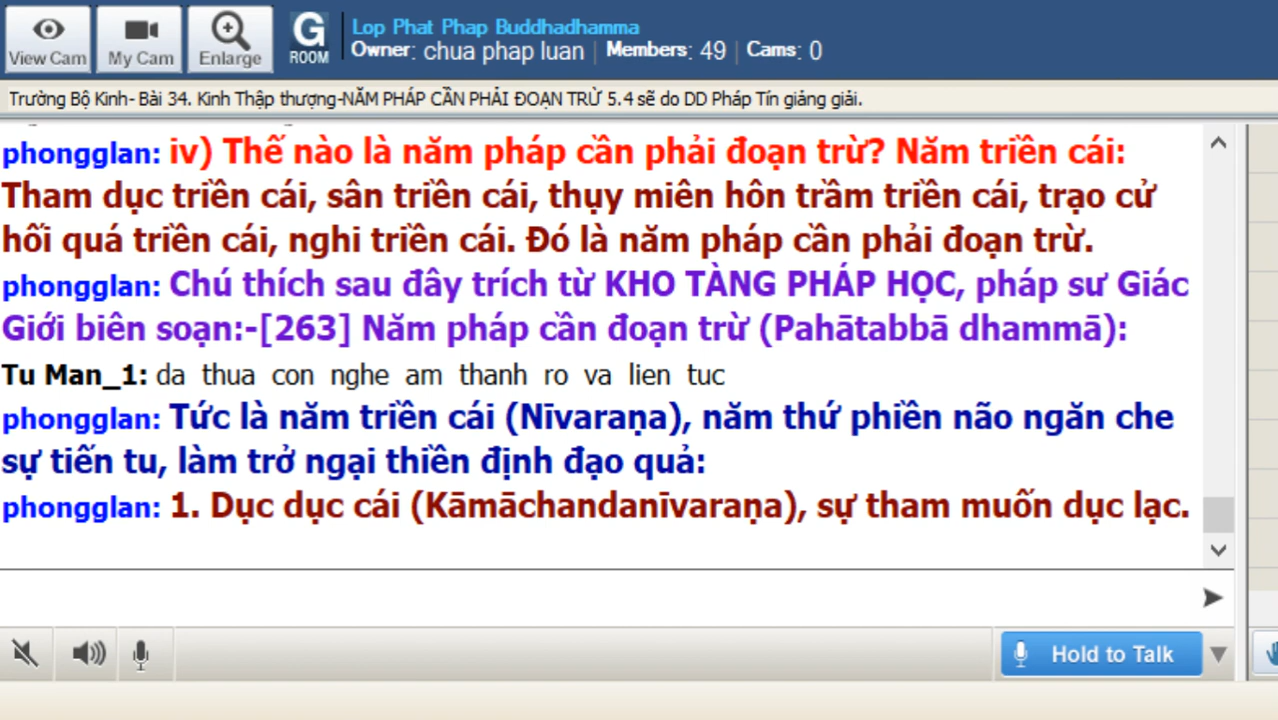 Lop Phat Phap Buddhadhamma
View Cam My Cam Enlarge G ROOM Owner: chua phap luan | Members: 49 | Cams: 0
Trường Bộ Kinh- Bài 34. Kinh Thập thượng-NĂM PHÁP CẦN PHẢI ĐOẠN TRỪ 5.4 sẽ do DD Pháp Tín giảng giải.
phongglan: iv) Thế nào là năm pháp cần phải đoạn trừ? Năm triền cái:
Tham dục triền cái, sân triền cái, thụy miên hôn trầm triền cái, trạo cử
hối quá triền cái, nghi triền cái. Đó là năm pháp cần phải đoạn trừ.
phongglan: Chú thích sau đây trích từ KHO TÀNG PHÁP HỌC, pháp sư Giác
Giới biên soạn:-[263] Năm pháp cần đoạn trừ (Pahātabbā dhammā):
Tu Man_1: da thua con nghe am thanh ro va lien tuc
phongglan: Tức là năm triền cái (Nīvaraṇa), năm thứ phiền não ngăn che
sự tiến tu, làm trở ngại thiền định đạo quả:
phongglan: 1. Dục dục cái (Kāmāchandanīvaraṇa), sự tham muốn dục lạc.
Hold to Talk